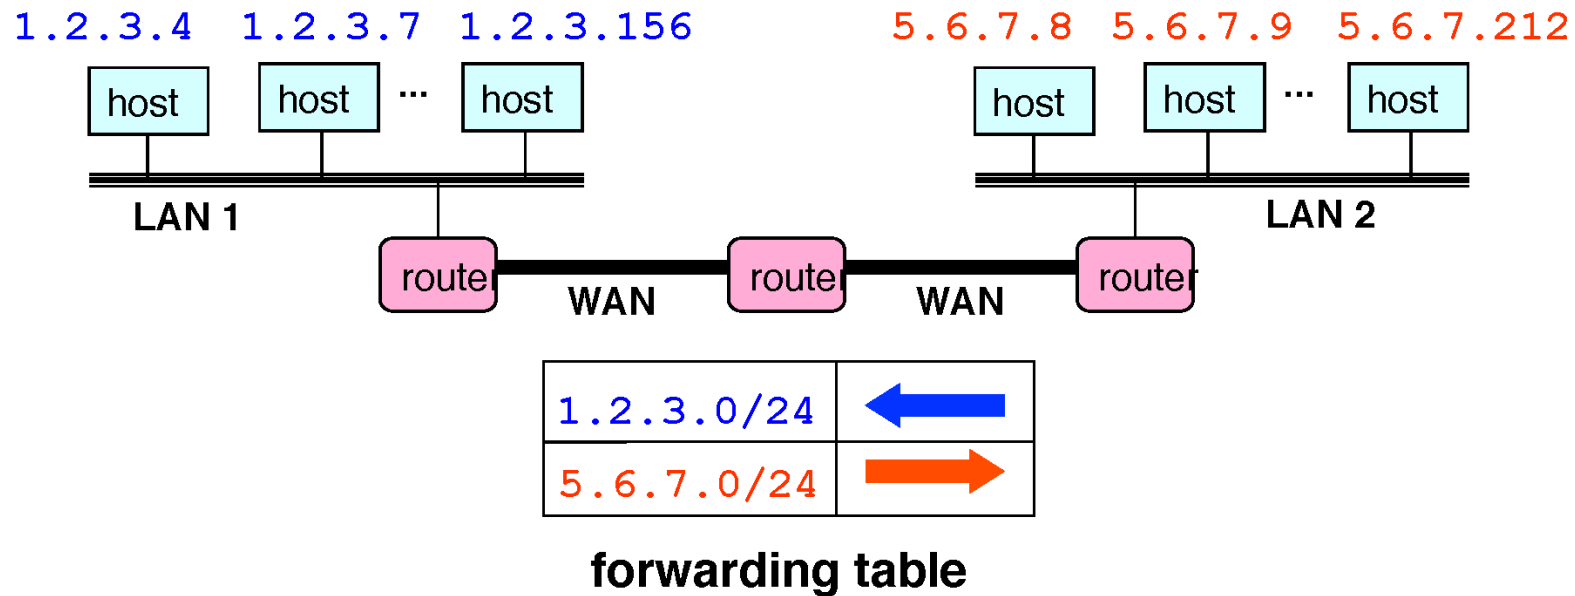 1.2.3.4 1.2.3.7 1.2.3.156 5.6.7.8 5.6.7.9 5.6.7.212
host host ... host host host ... host
LAN 1 LAN 2
router router router
WAN WAN
1.2.3.0/24
5.6.7.0/24
forwarding table